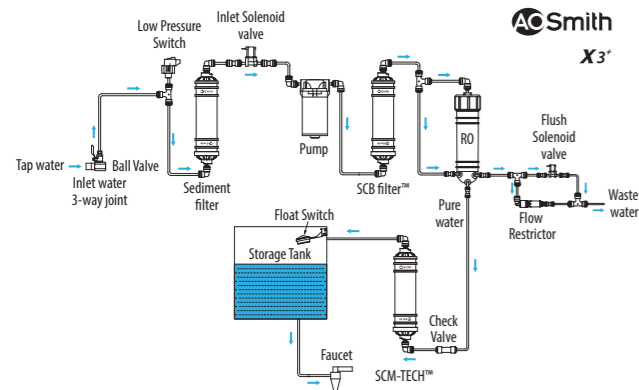 AOSmith
X3+
Low Pressure
Switch
Inlet Solenoid
valve
Tap water
Ball Valve
Inlet water
3-way joint
Sediment
filter
Pump
SCB filter™
RO
Flush
Solenoid
valve
Pure
water
Flow
Restrictor
Waste
water
Float Switch
Storage Tank
Check
Valve
SCM-TECH™
Faucet